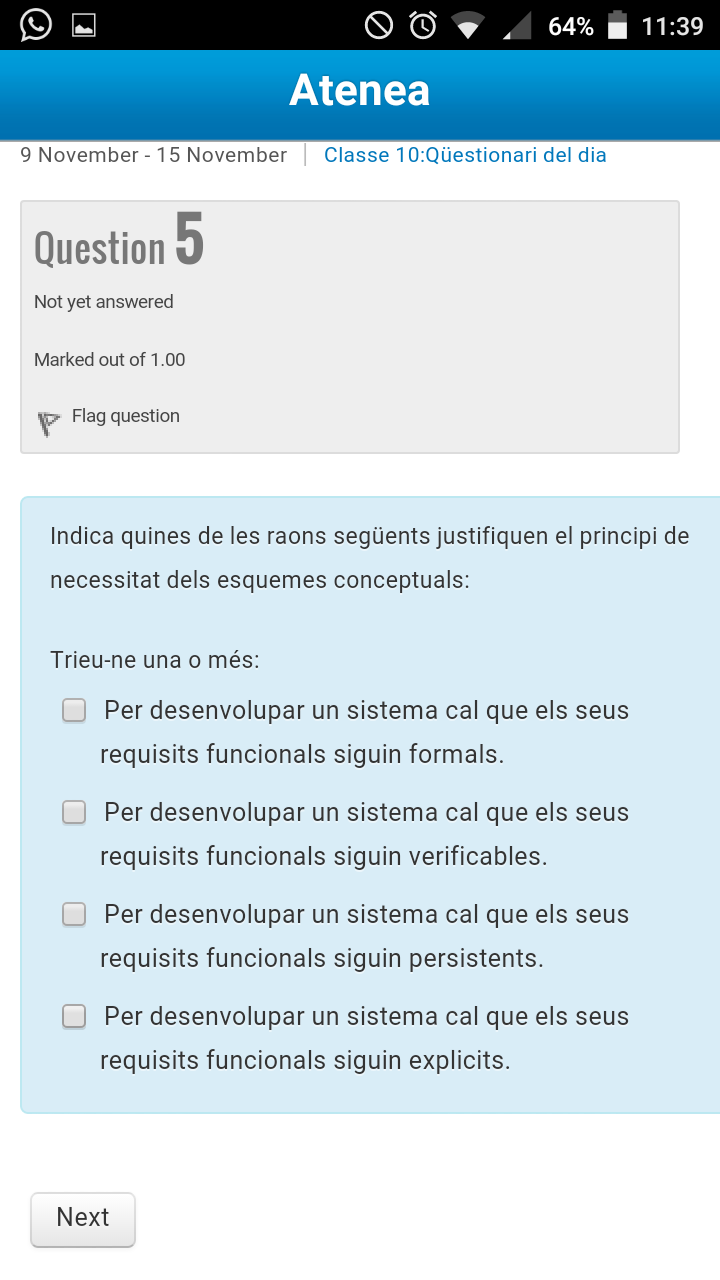 64% 11:39
Atenea
9 November - 15 November Classe 10:Qüestionari del dia
Question 5
Not yet answered
Marked out of 1.00
Flag question
Indica quines de les raons següents justifiquen el principi de
necessitat dels esquemes conceptuals:
Trieu-ne una o més:
Per desenvolupar un sistema cal que els seus
requisits funcionals siguin formals.
Per desenvolupar un sistema cal que els seus
requisits funcionals siguin verificables.
Per desenvolupar un sistema cal que els seus
requisits funcionals siguin persistents.
Per desenvolupar un sistema cal que els seus
requisits funcionals siguin explicits.
Next